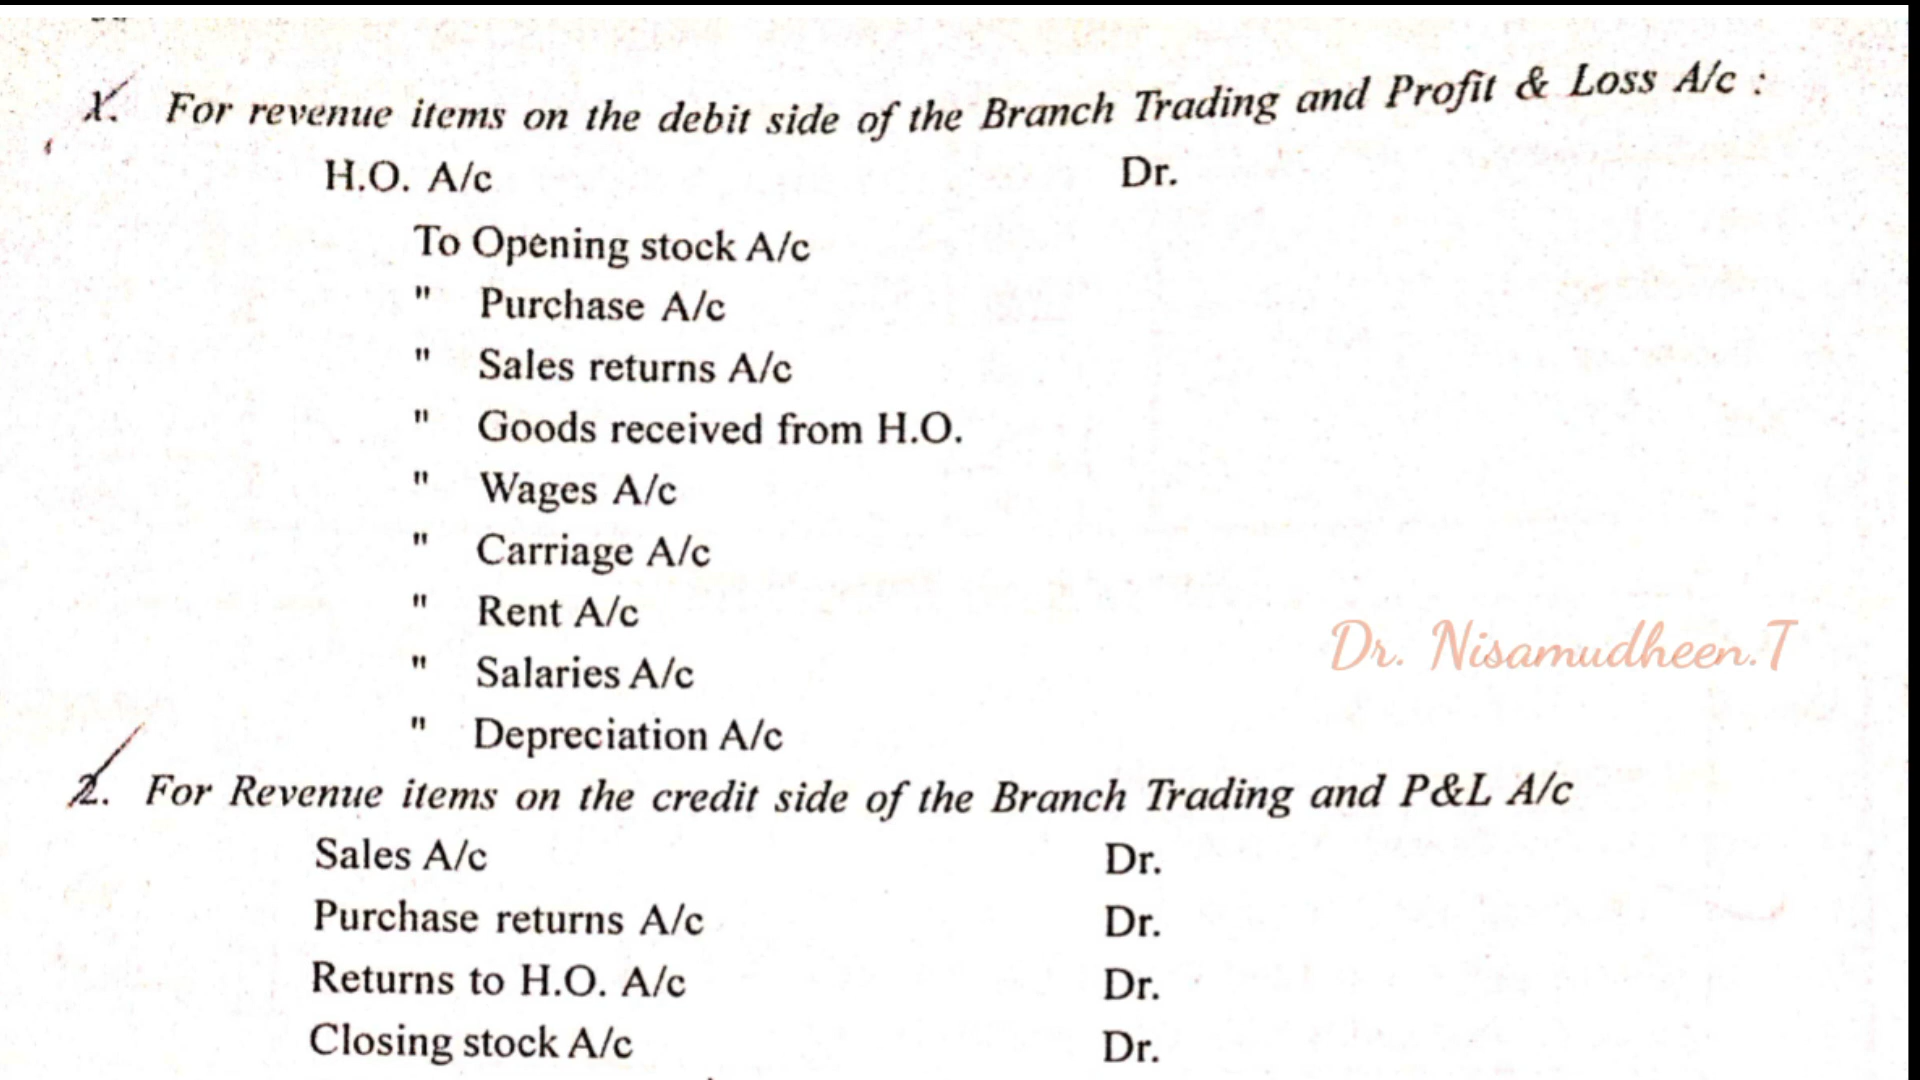 1. For revenue items on the debit side of the Branch Trading and Profit & Loss A/c :
H.O. A/c Dr.
To Opening stock A/c
" Purchase A/c
" Sales returns A/c
" Goods received from H.O.
" Wages A/c
" Carriage A/c
" Rent A/c
" Salaries A/c
" Depreciation A/c
Dr. Nisamudheen.T
2. For Revenue items on the credit side of the Branch Trading and P&L A/c
Sales A/c Dr.
Purchase returns A/c Dr.
Returns to H.O. A/c Dr.
Closing stock A/c Dr.